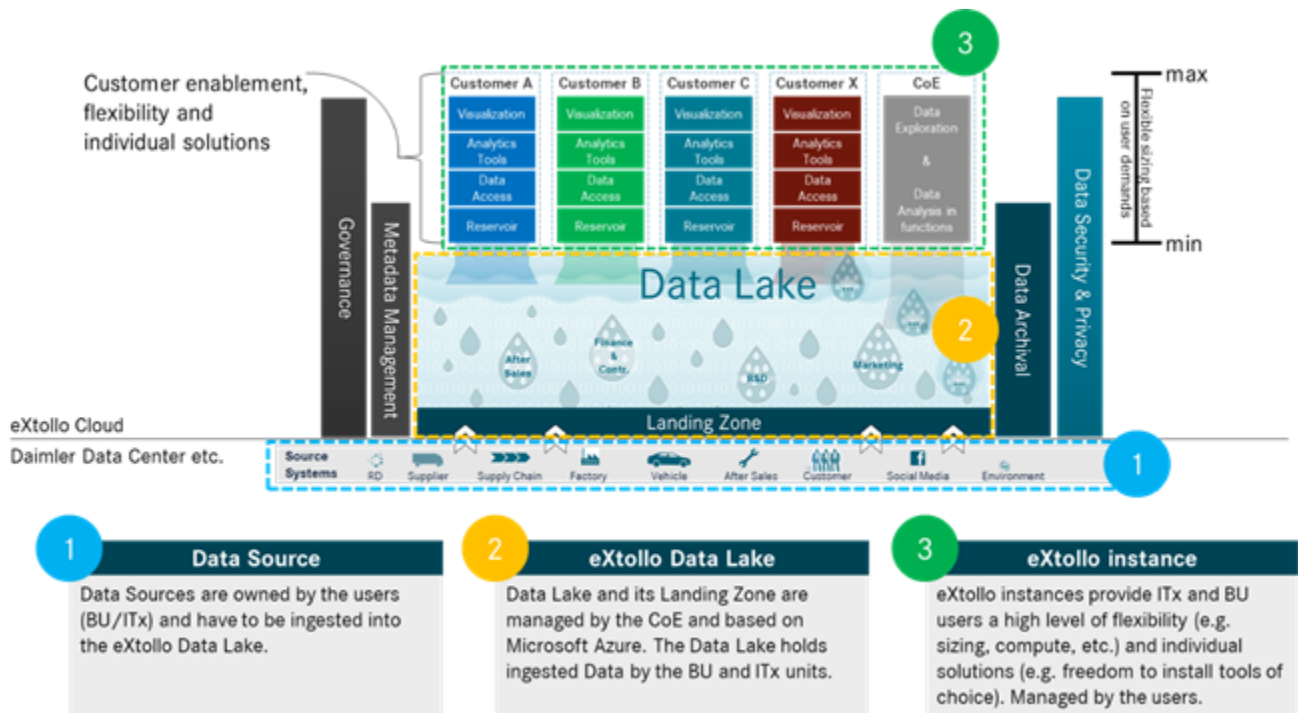 3
Customer enablement,
flexibility and
individual solutions
Customer A
Customer B
Customer C
Customer X
CoE
max
Visualization
Analytics
Tools
Data
Access
Reservoir
Visualization
Analytics
Tools
Data
Access
Reservoir
Visualization
Analytics
Tools
Data
Access
Reservoir
Visualization
Analytics
Tools
Data
Access
Reservoir
Data
Exploration
&
Data
Analysis in
functions
Flexible sizing based
on user demands
min
Governance
Metadada Management
Data Lake
...
...
...
2
After
Sales
Finance
&
Contr.
R&D
Marketing
Data Archival
Data Security & Privacy
Landing Zone
eXtollo Cloud
Daimler Data Center etc.
Source
Systems
RD
Supplier
Supply Chain
Factory
Vehicle
After Sales
Customer
Social Media
Environment
1
1
Data Source
Data Sources are owned by the users
(BU/ITx) and have to be ingested into
the eXtollo Data Lake.
2
eXtollo Data Lake
Data Lake and its Landing Zone are
managed by the CoE and based on
Microsoft Azure. The Data Lake holds
ingested Data by the BU and ITx units.
3
eXtollo instance
eXtollo instances provide ITx and BU
users a high level of flexibility (e.g.
sizing, compute, etc.) and individual
solutions (e.g. freedom to install tools of
choice). Managed by the users.